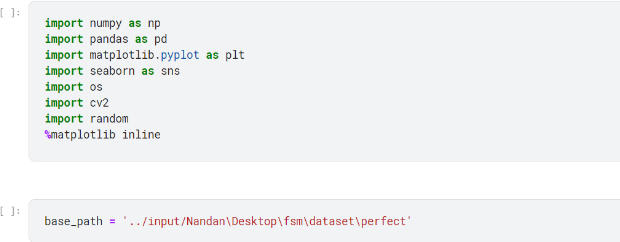 [ ]:
import numpy as np
import pandas as pd
import matplotlib.pyplot as plt
import seaborn as sns
import os
import cv2
import random
%matplotlib inline
[ ]:
base_path = '../input/Nandan\Desktop\fsm\dataset\perfect'